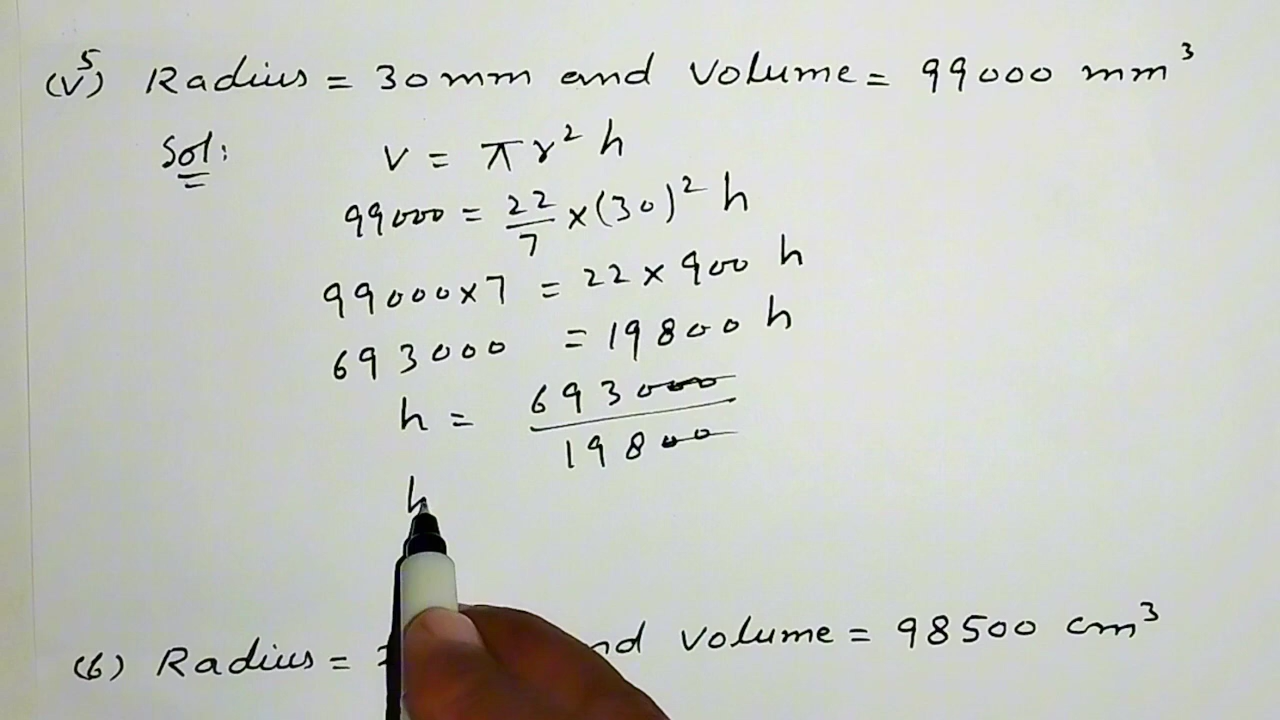 (v) 5 Radius = 30 mm and Volume = 99000 mm³
Sol:
V = πr²h
99000 = 22/7 × (30)² h
99000×7 = 22 × 900 h
693000 = 19800 h
h = 693000/19800
h
(6) Radius = and Volume = 98500 cm³